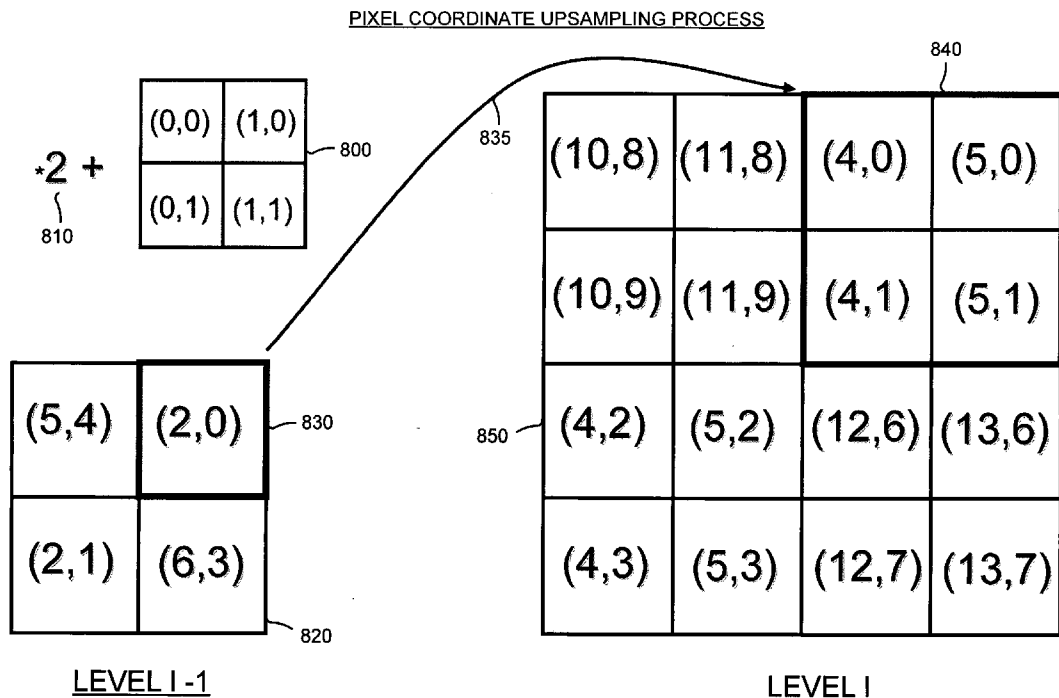 PIXEL COORDINATE UPSAMPLING PROCESS
840
(0,0) (1,0)
800
*2 +
810
(0,1) (1,1)
835
(10,8) (11,8) (4,0) (5,0)
(10,9) (11,9) (4,1) (5,1)
(5,4) (2,0)
830
850
(4,2) (5,2) (12,6) (13,6)
(2,1) (6,3)
820
(4,3) (5,3) (12,7) (13,7)
LEVEL I -1
LEVEL I